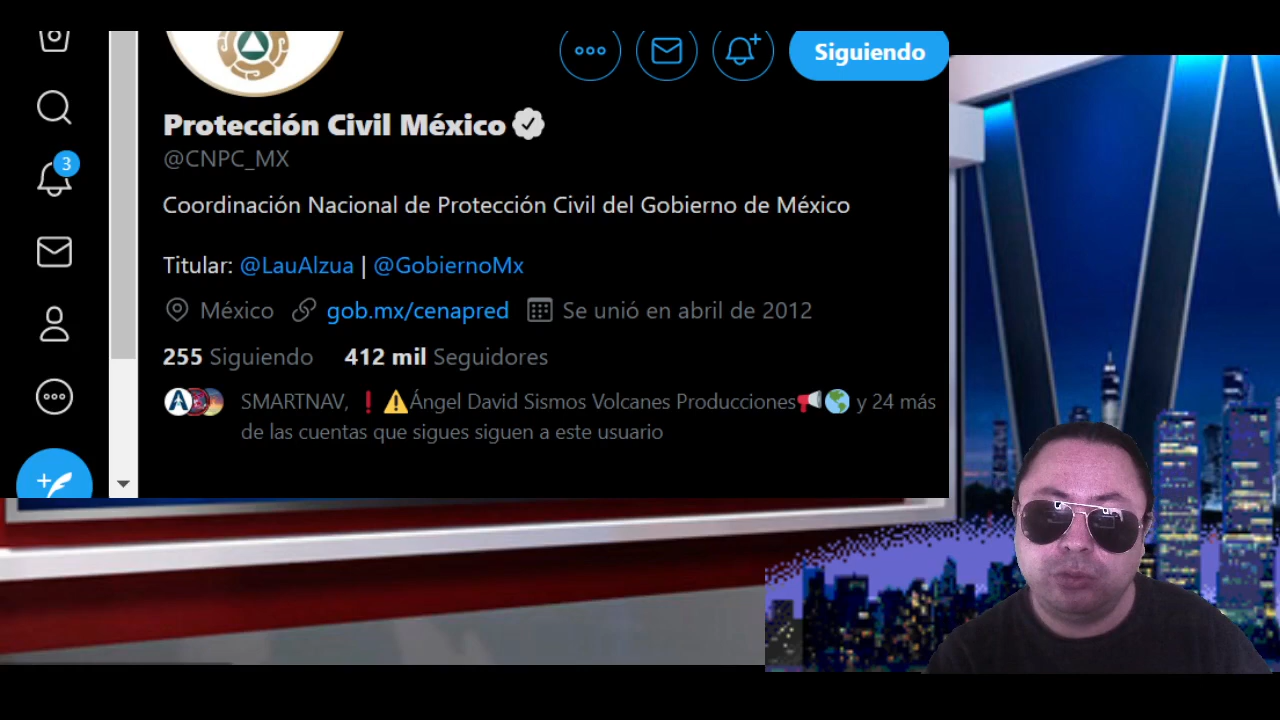 Siguiendo
Protección Civil México
@CNPC_MX
3
Coordinación Nacional de Protección Civil del Gobierno de México
Titular: @LauAlzua | @GobiernoMx
México gob.mx/cenapred Se unió en abril de 2012
255 Siguiendo 412 mil Seguidores
SMARTNAV, ❗⚠️Ángel David Sismos Volcanes Producciones📢🌎 y 24 más
de las cuentas que sigues siguen a este usuario